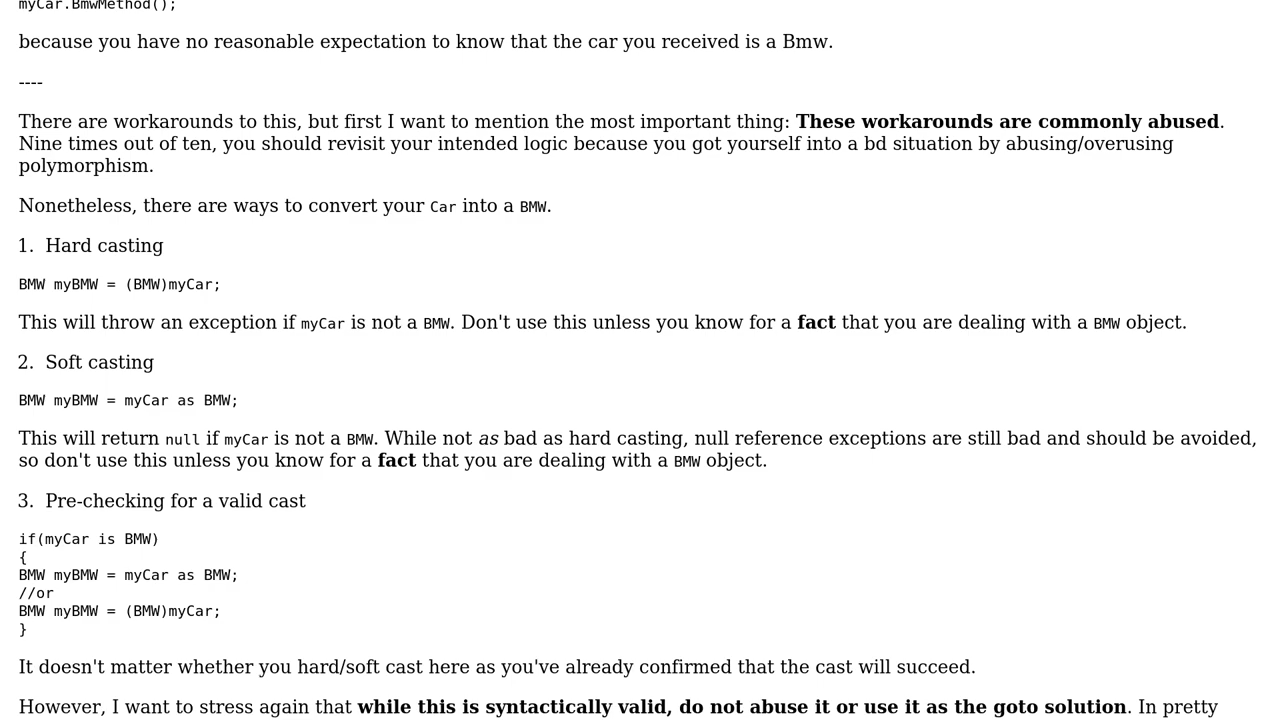 myCar.BmwMethod();
because you have no reasonable expectation to know that the car you received is a Bmw.
----
There are workarounds to this, but first I want to mention the most important thing: These workarounds are commonly abused.
Nine times out of ten, you should revisit your intended logic because you got yourself into a bd situation by abusing/overusing
polymorphism.
Nonetheless, there are ways to convert your Car into a BMW.
1. Hard casting
BMW myBMW = (BMW)myCar;
This will throw an exception if myCar is not a BMW. Don't use this unless you know for a fact that you are dealing with a BMW object.
2. Soft casting
BMW myBMW = myCar as BMW;
This will return null if myCar is not a BMW. While not as bad as hard casting, null reference exceptions are still bad and should be avoided,
so don't use this unless you know for a fact that you are dealing with a BMW object.
3. Pre-checking for a valid cast
if(myCar is BMW)
{
BMW myBMW = myCar as BMW;
//or
BMW myBMW = (BMW)myCar;
}
It doesn't matter whether you hard/soft cast here as you've already confirmed that the cast will succeed.
However, I want to stress again that while this is syntactically valid, do not abuse it or use it as the goto solution. In pretty